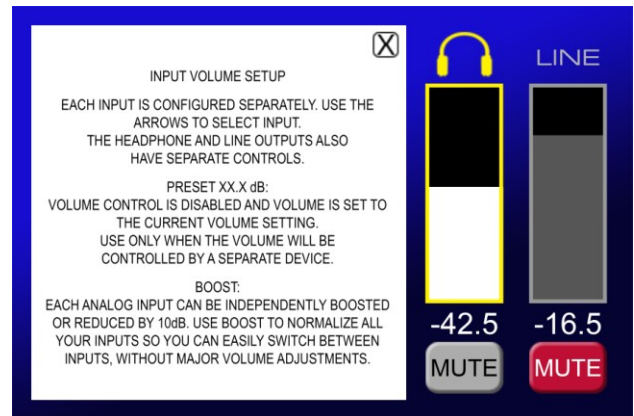 X
INPUT VOLUME SETUP
EACH INPUT IS CONFIGURED SEPARATELY. USE THE
ARROWS TO SELECT INPUT.
THE HEADPHONE AND LINE OUTPUTS ALSO
HAVE SEPARATE CONTROLS.
PRESET XX.X dB:
VOLUME CONTROL IS DISABLED AND VOLUME IS SET TO
THE CURRENT VOLUME SETTING.
USE ONLY WHEN THE VOLUME WILL BE
CONTROLLED BY A SEPARATE DEVICE.
BOOST:
EACH ANALOG INPUT CAN BE INDEPENDENTLY BOOSTED
OR REDUCED BY 10dB. USE BOOST TO NORMALIZE ALL
YOUR INPUTS SO YOU CAN EASILY SWITCH BETWEEN
INPUTS, WITHOUT MAJOR VOLUME ADJUSTMENTS.
LINE
-42.5
-16.5
MUTE
MUTE